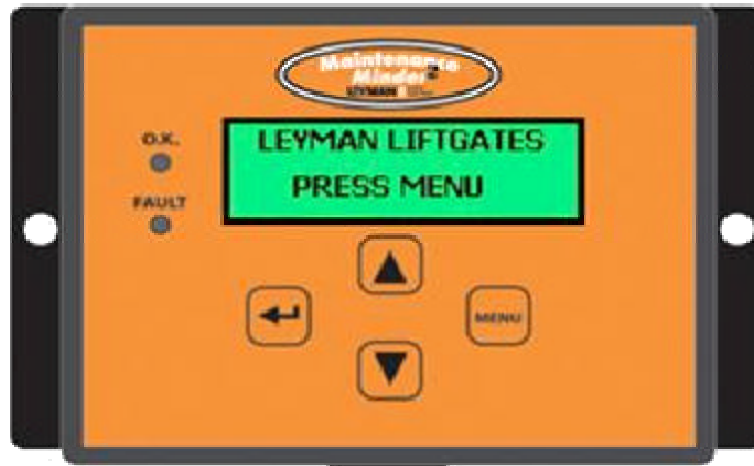 Maintenance
Minder
LEYMAN
O.K.
LEYMAN LIFTGATES
PRESS MENU
FAULT
MENU